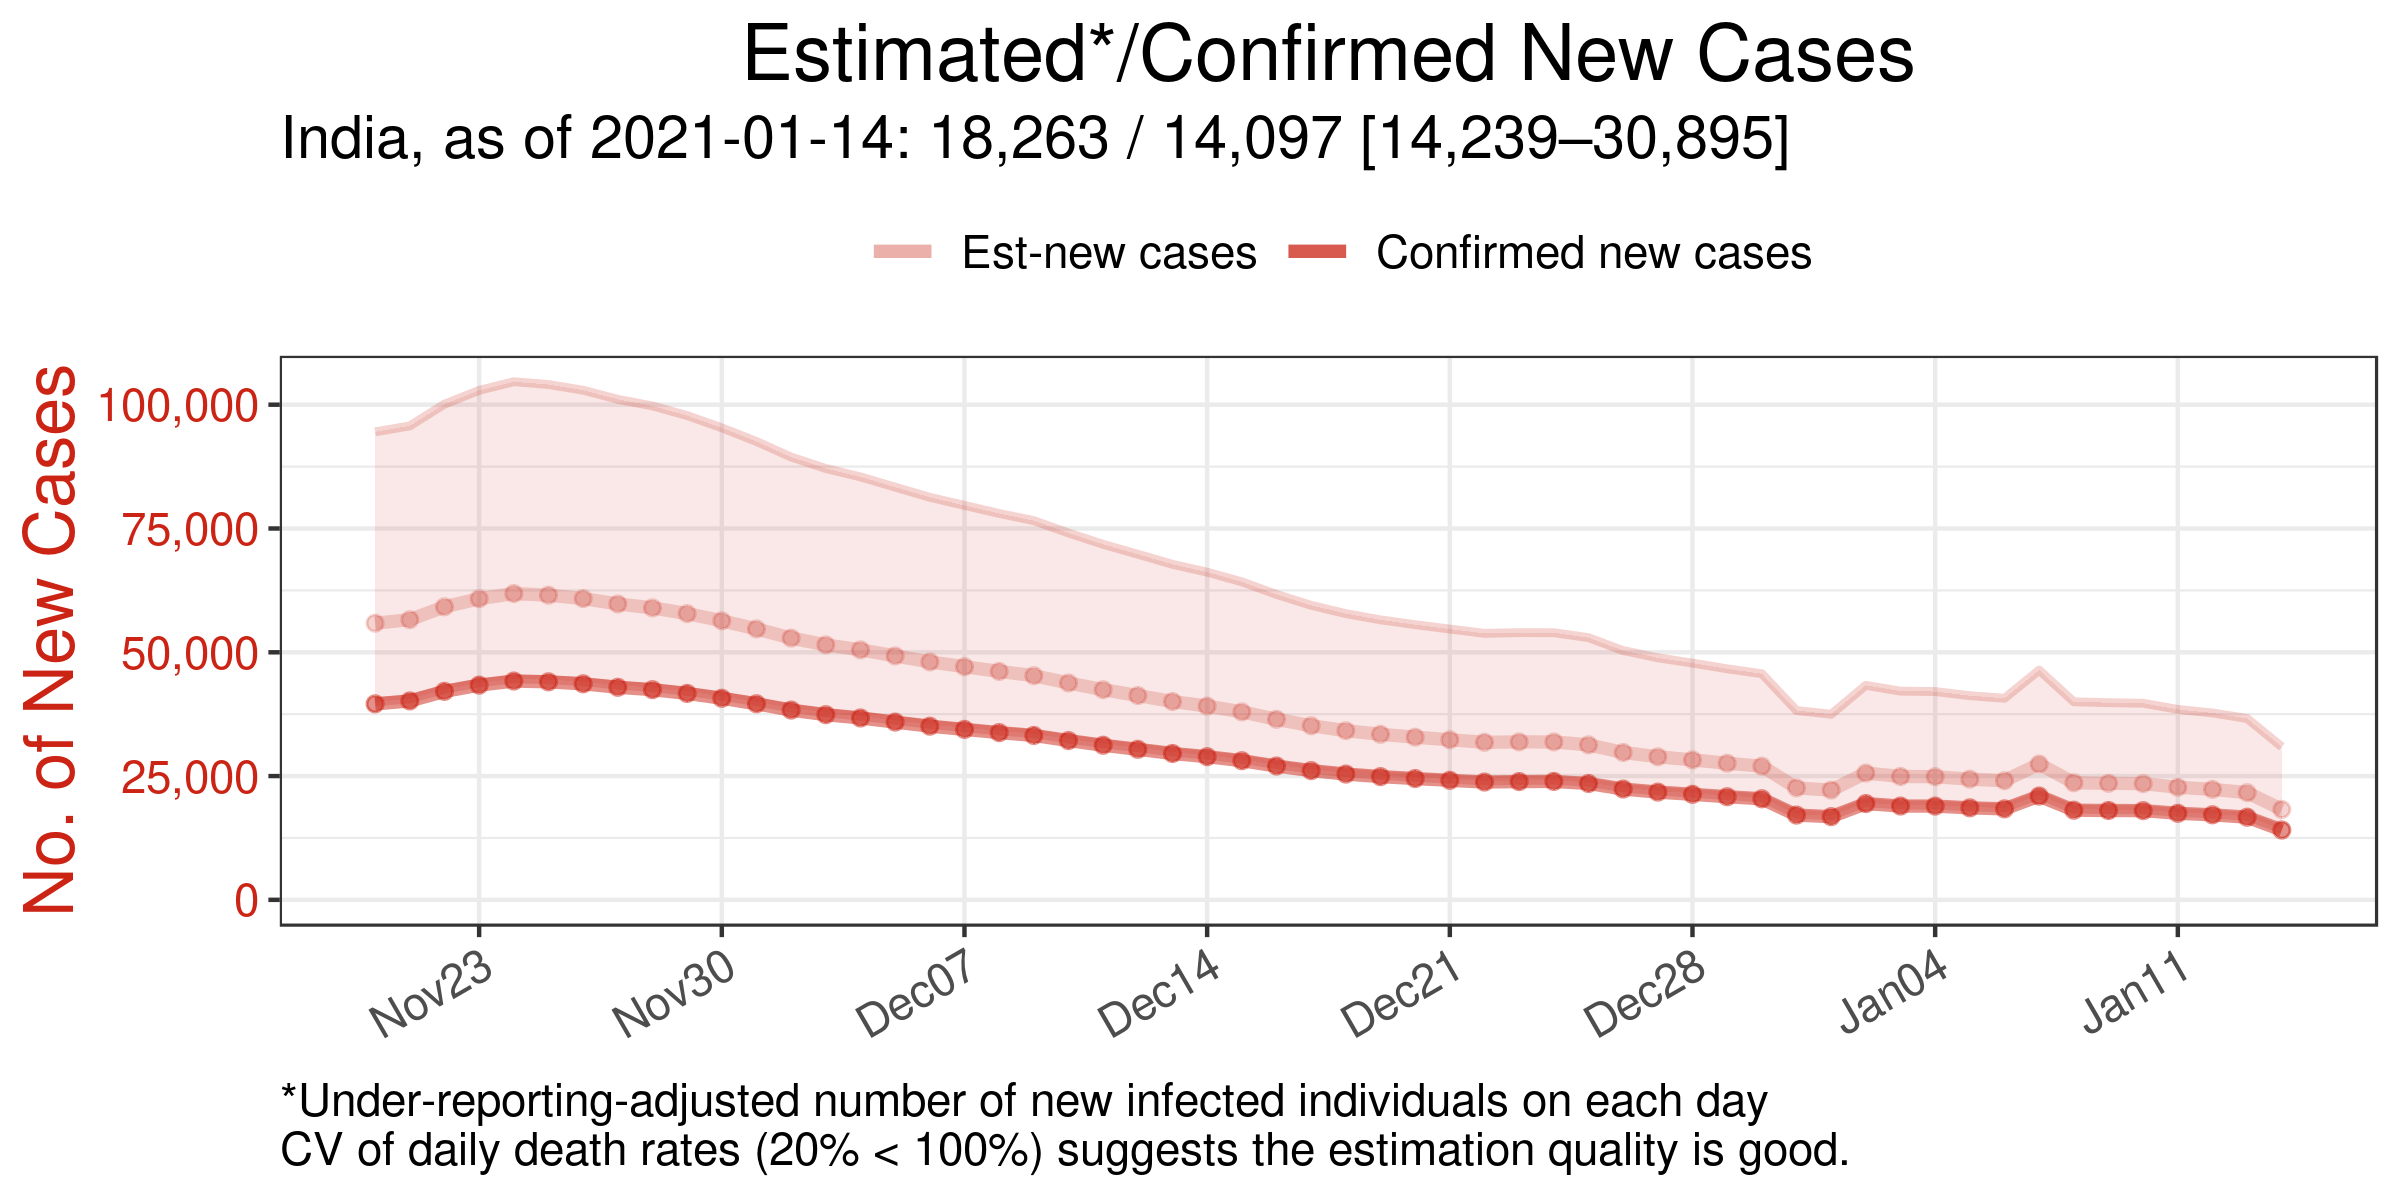 Estimated*/Confirmed New Cases
India, as of 2021-01-14: 18,263 / 14,097 [14,239–30,895]
Est-new cases Confirmed new cases
No. of New Cases
100,000
75,000
50,000
25,000
0
Nov23 Nov30 Dec07 Dec14 Dec21 Dec28 Jan04 Jan11
*Under-reporting-adjusted number of new infected individuals on each day
CV of daily death rates (20% < 100%) suggests the estimation quality is good.